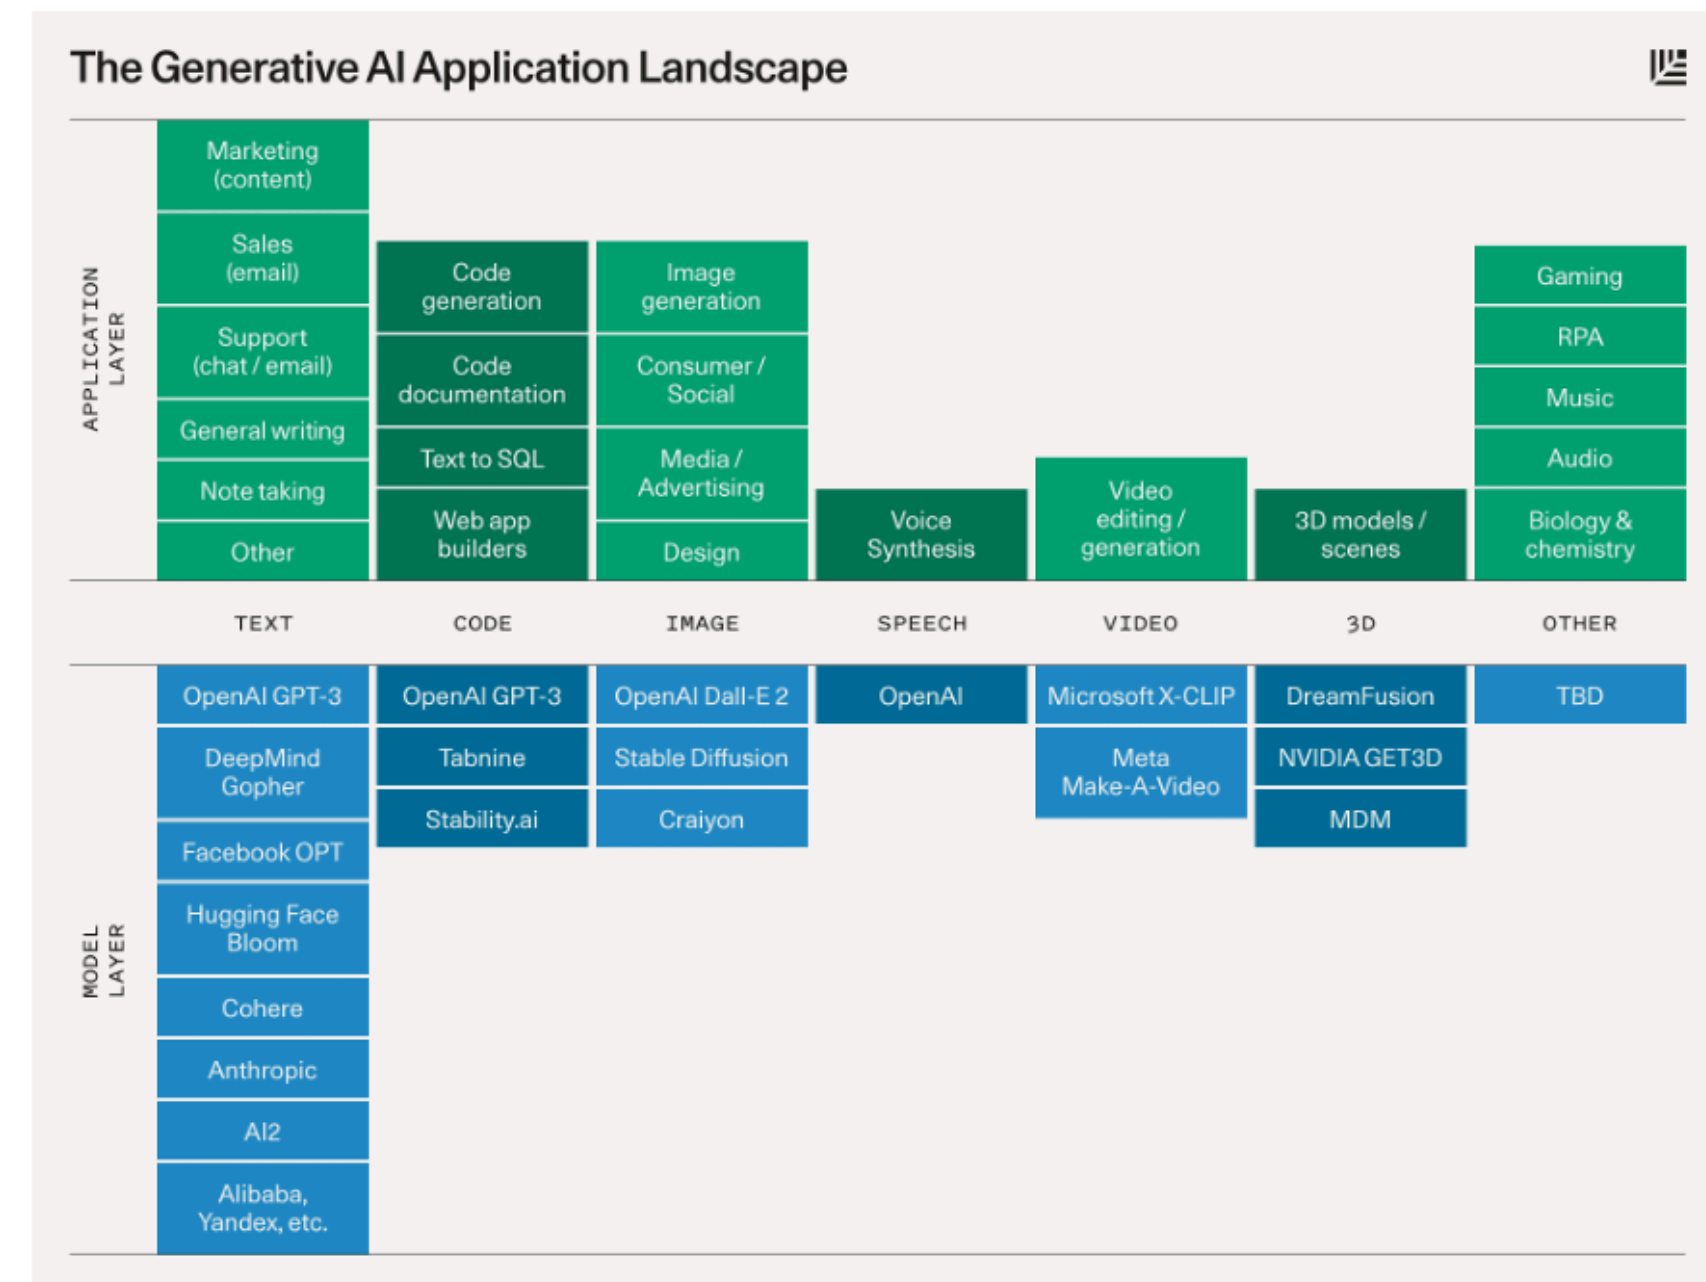 The Generative AI Application Landscape
APPLICATION
LAYER
Marketing
(content)
Sales
(email)
Support
(chat / email)
General writing
Note taking
Other
Code
generation
Code
documentation
Text to SQL
Web app
builders
Image
generation
Consumer /
Social
Media /
Advertising
Design
Voice
Synthesis
Video
editing /
generation
3D models /
scenes
Gaming
RPA
Music
Audio
Biology &
chemistry
TEXT
CODE
IMAGE
SPEECH
VIDEO
3D
OTHER
MODEL
LAYER
OpenAI GPT-3
DeepMind
Gopher
Facebook OPT
Hugging Face
Bloom
Cohere
Anthropic
AI2
Alibaba,
Yandex, etc.
OpenAI GPT-3
Tabnine
Stability.ai
OpenAI Dall-E 2
Stable Diffusion
Craiyon
OpenAI
Microsoft X-CLIP
Meta
Make-A-Video
DreamFusion
NVIDIA GET3D
MDM
TBD